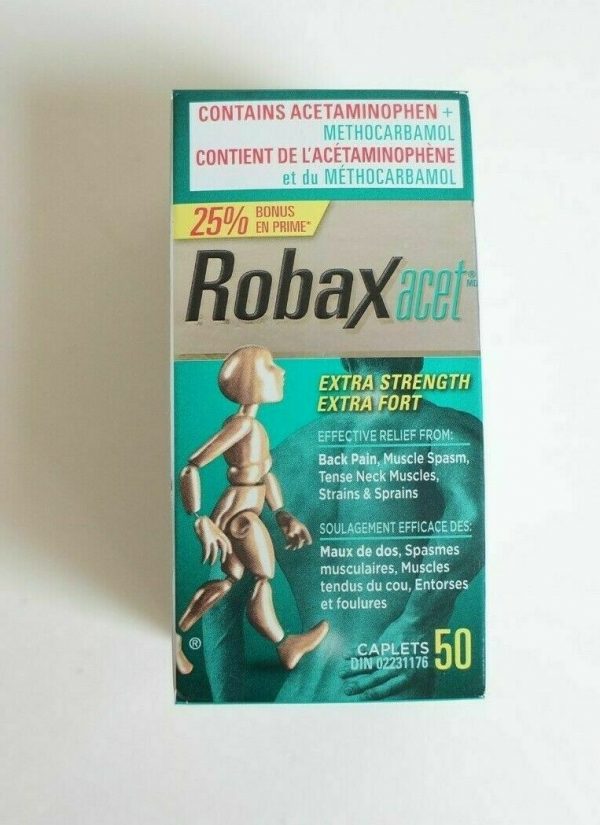 CONTAINS ACETAMINOPHEN +
METHOCARBAMOL
CONTIENT DE L'ACÉTAMINOPHÈNE
et du MÉTHOCARBAMOL
25% BONUS
EN PRIME*
Robaxacet®
MD
EXTRA STRENGTH
EXTRA FORT
EFFECTIVE RELIEF FROM:
Back Pain, Muscle Spasm,
Tense Neck Muscles,
Strains & Sprains
SOULAGEMENT EFFICACE DES:
Maux de dos, Spasmes
musculaires, Muscles
tendus du cou, Entorses
et foulures
®
CAPLETS 50
DIN 02231176